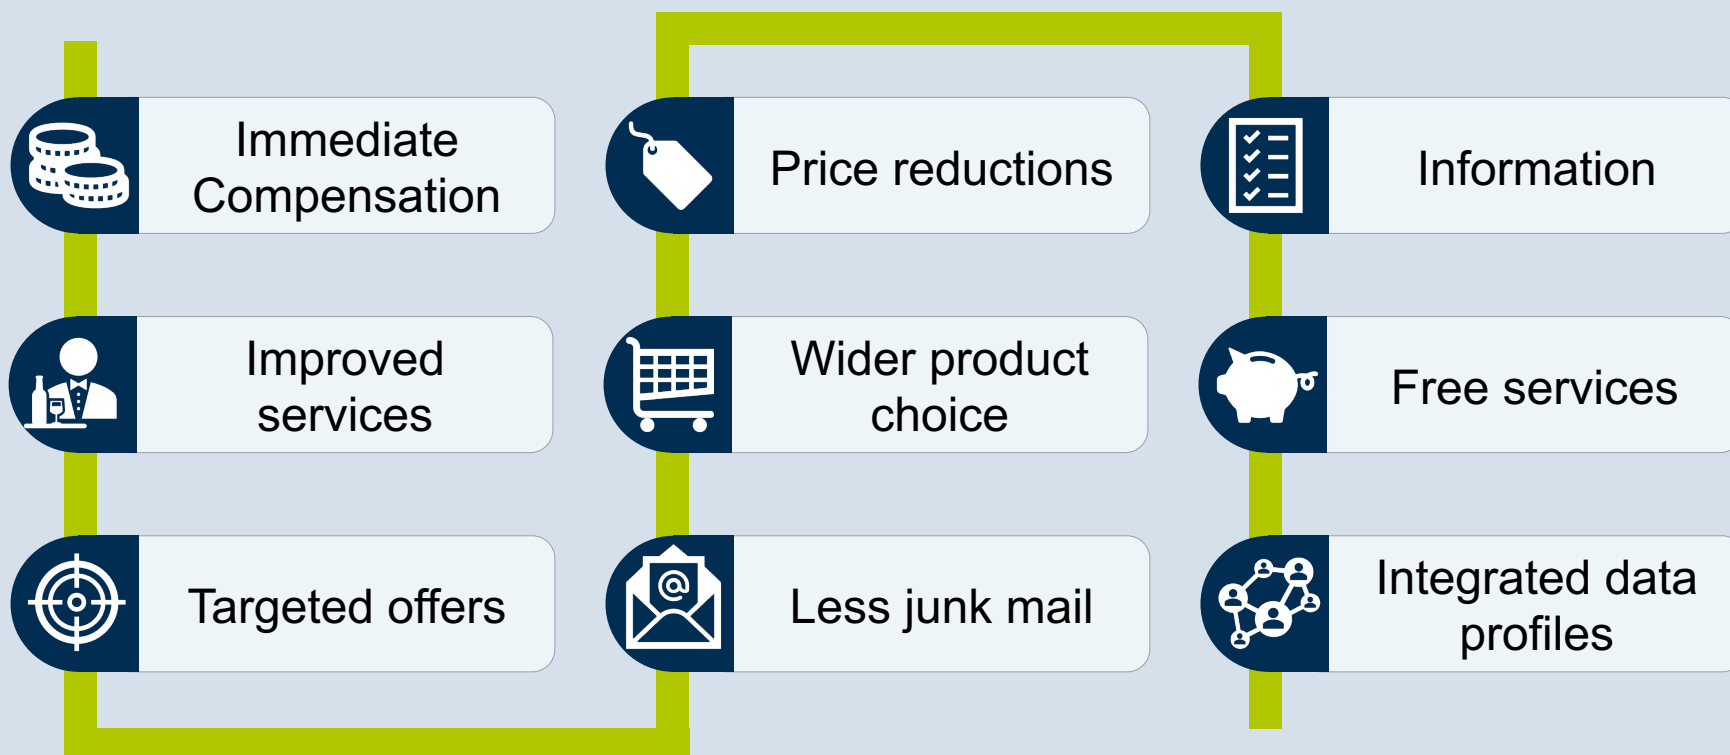 Immediate
Compensation
Improved
services
Targeted offers
Price reductions
Wider product
choice
@
Less junk mail
Information
Free services
Integrated data
profiles